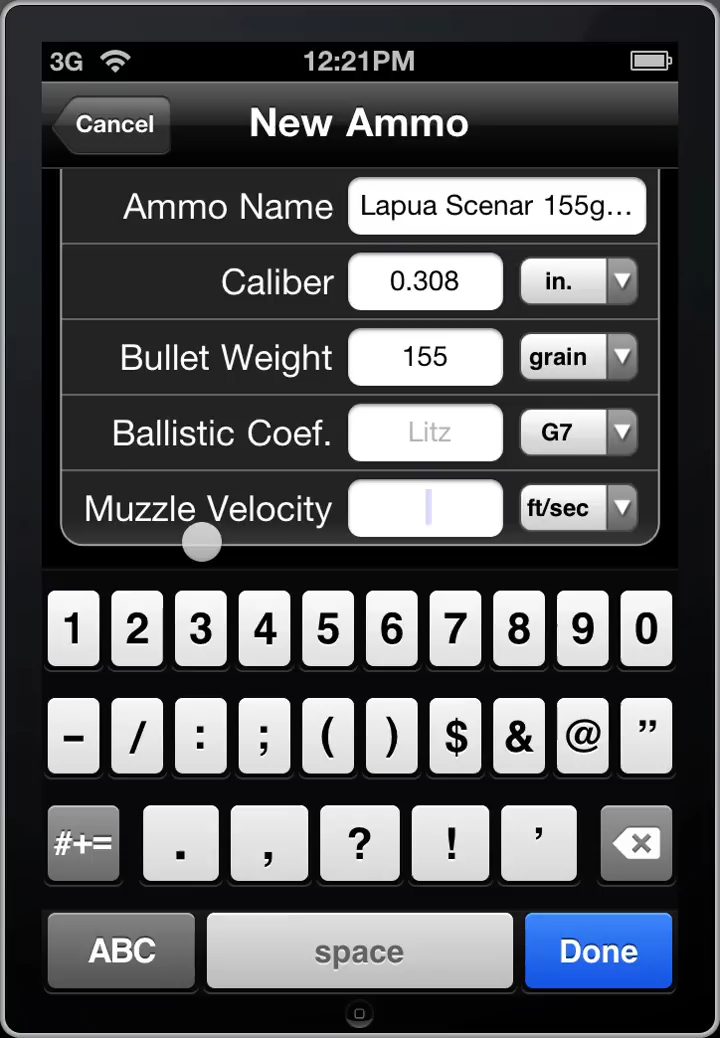 3G 12:21PM
Cancel New Ammo
Ammo Name Lapua Scenar 155g...
Caliber 0.308 in.
Bullet Weight 155 grain
Ballistic Coef. Litz G7
Muzzle Velocity ft/sec
1 2 3 4 5 6 7 8 9 0
- / : ; ( ) $ & @ ”
#+= . , ? ! ’
ABC space Done